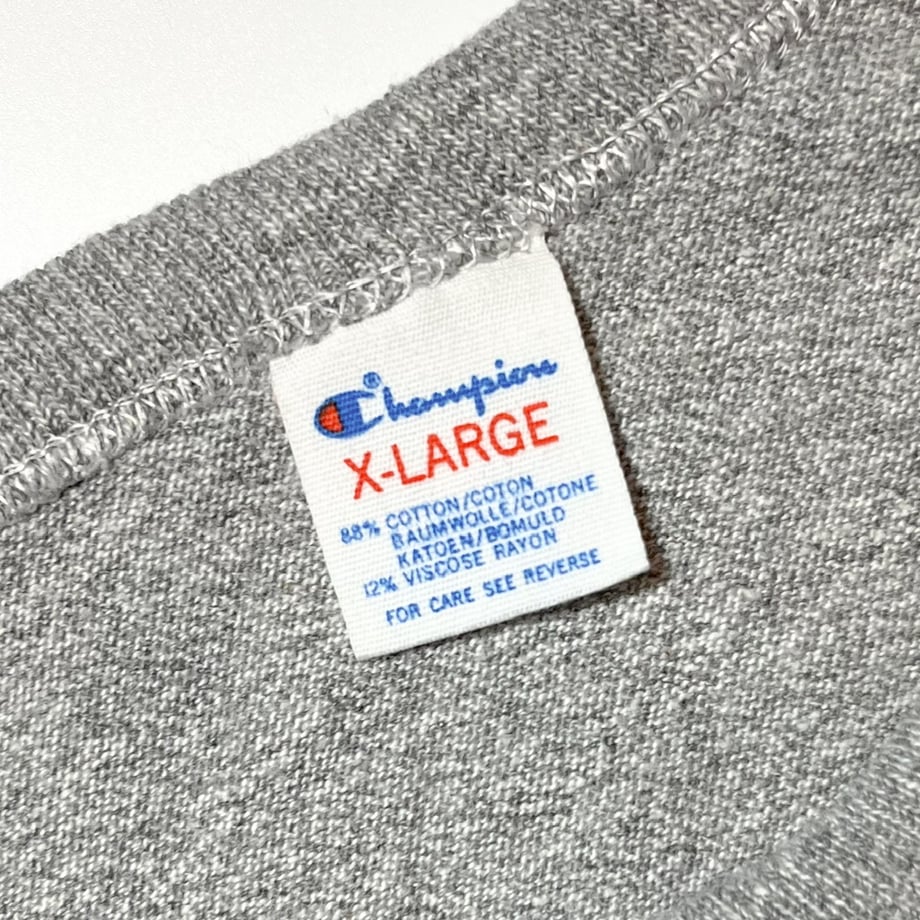 Champion®
X-LARGE
88% COTTON/COTON
BAUMWOLLE/COTONE
KATOEN/BOMULD
12% VISCOSE RAYON
FOR CARE SEE REVERSE